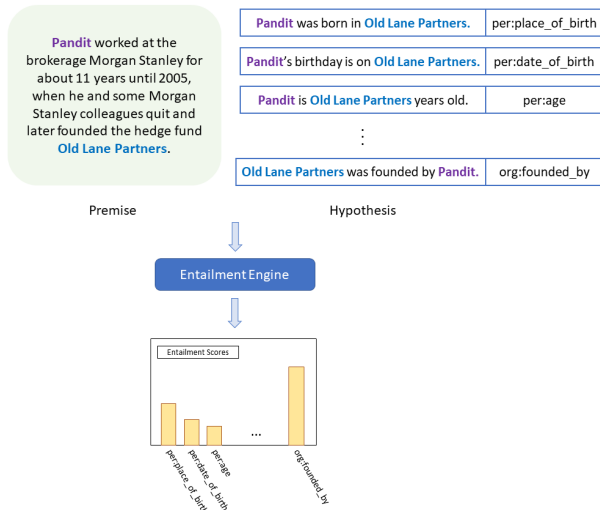 Pandit worked at the
brokerage Morgan Stanley for
about 11 years until 2005,
when he and some Morgan
Stanley colleagues quit and
later founded the hedge fund
Old Lane Partners.
Pandit was born in Old Lane Partners. per:place_of_birth
Pandit's birthday is on Old Lane Partners. per:date_of_birth
Pandit is Old Lane Partners years old. per:age
⋮
Old Lane Partners was founded by Pandit. org:founded_by
Premise
Hypothesis
Entailment Engine
Entailment Scores
...
per:place_of_birth
per:date_of_birth
per:age
org:founded_by